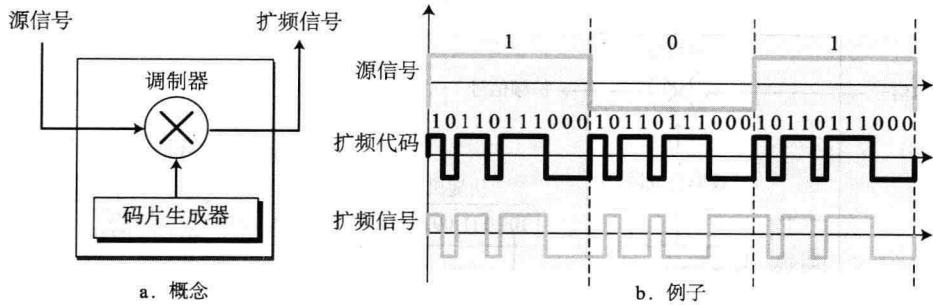 源信号 扩频信号
调制器
码片生成器
a. 概念
1 0 1
源信号
10110111000 10110111000 10110111000
扩频代码
扩频信号
b. 例子